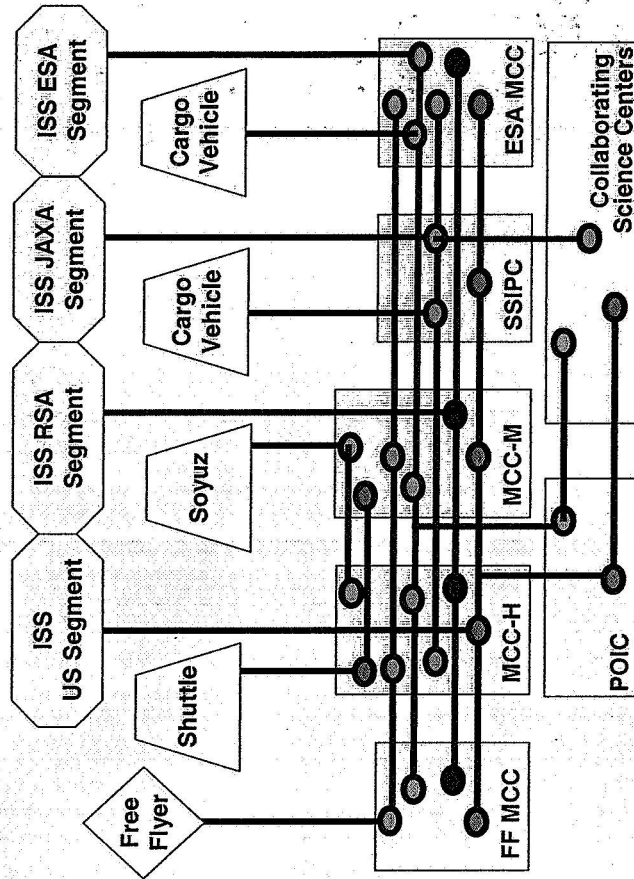 ISS
US Segment
ISS RSA
Segment
ISS JAXA
Segment
ISS ESA
Segment
Free
Flyer
Shuttle
Soyuz
Cargo
Vehicle
Cargo
Vehicle
FF MCC
MCC-H
MCC-M
SSIPC
ESA MCC
POIC
Collaborating
Science Centers